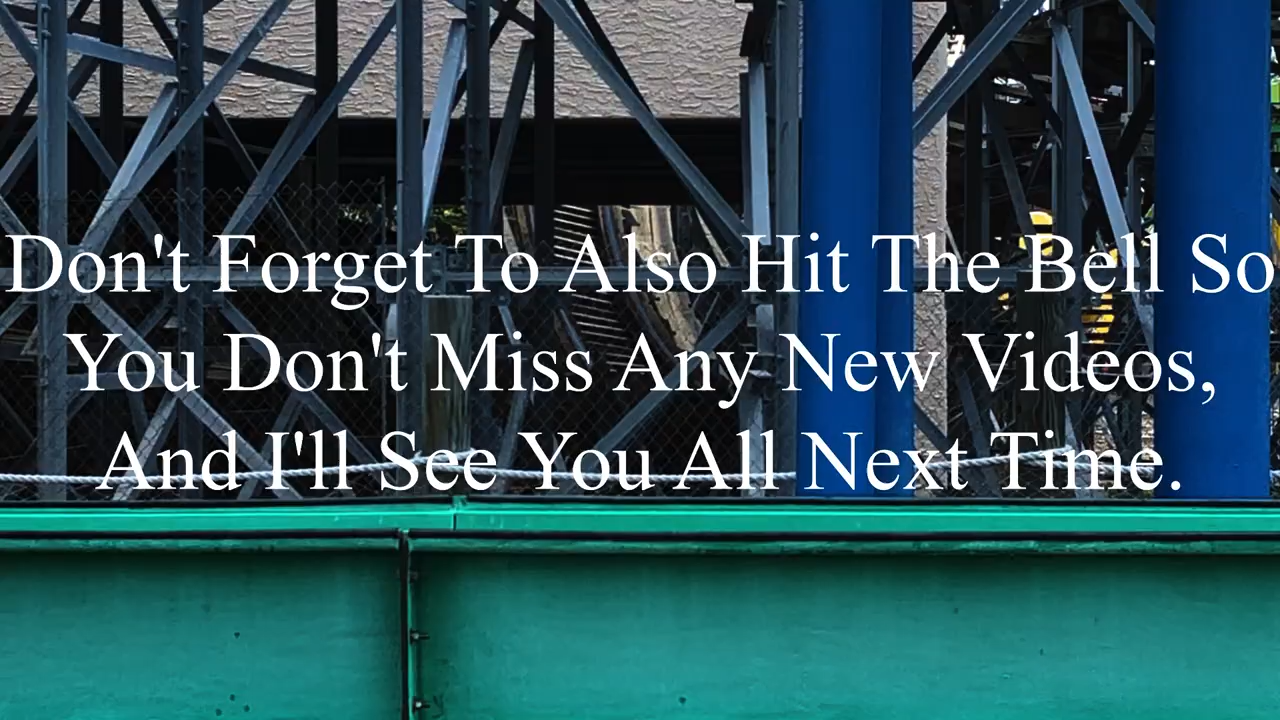 Don't Forget To Also Hit The Bell So
You Don't Miss Any New Videos,
And I'll See You All Next Time.